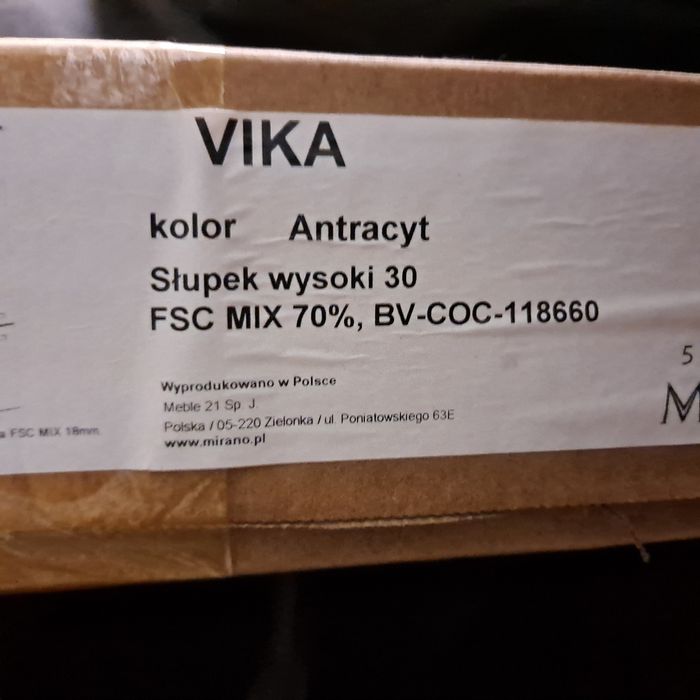 VIKA
kolor Antracyt
Słupek wysoki 30
FSC MIX 70%, BV-COC-118660
Wyprodukowano w Polsce
Meble 21 Sp. J.
Polska / 05-220 Zielonka / ul. Poniatowskiego 63E
www.mirano.pl
FSC MIX 18mm
5
M